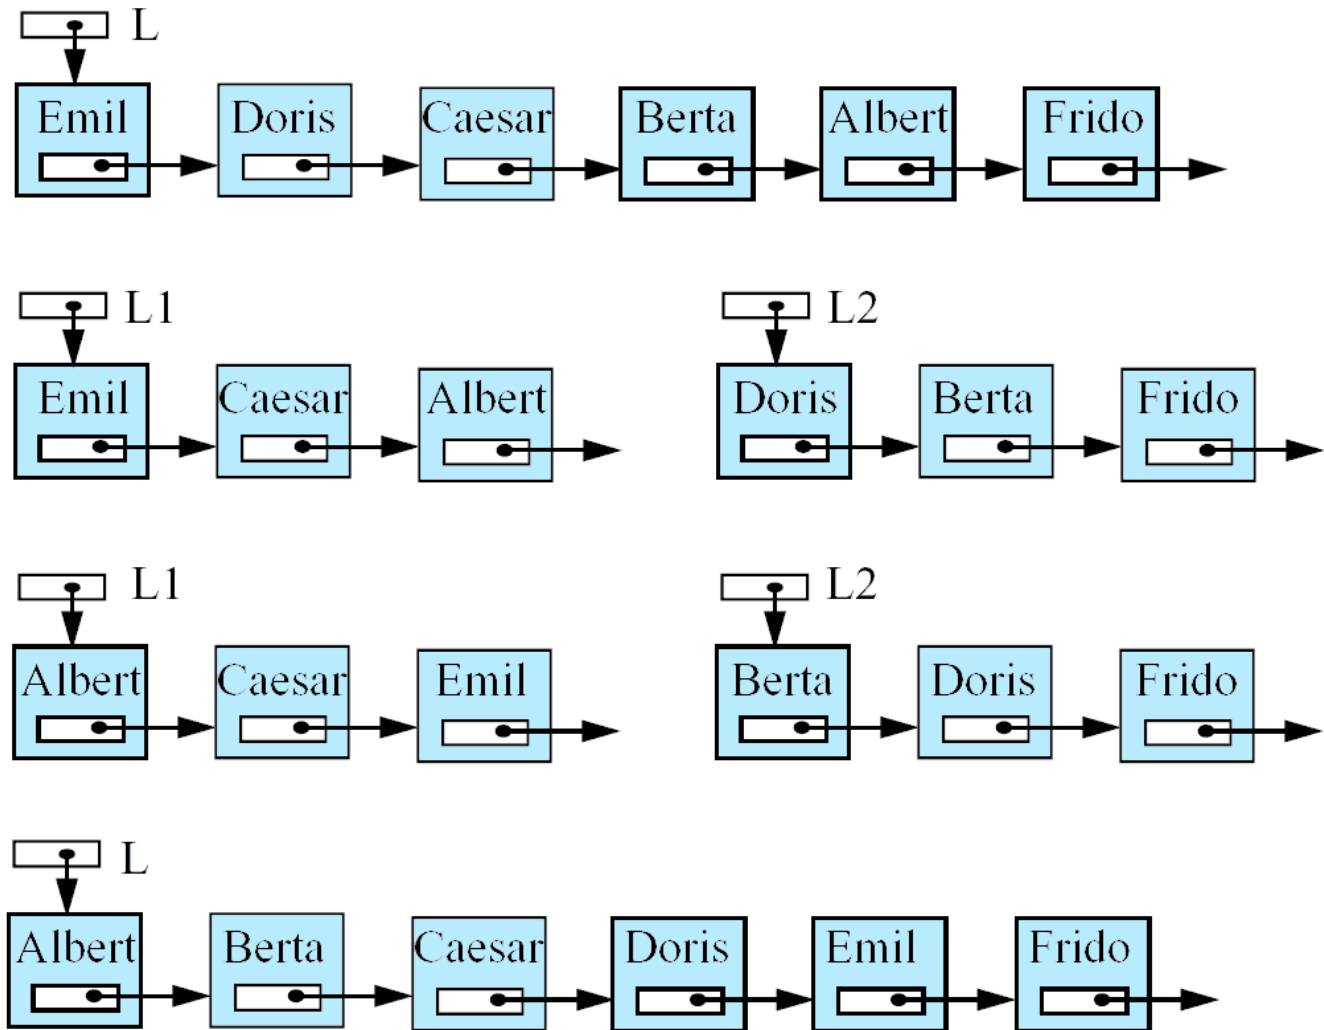 L
Emil Doris Caesar Berta Albert Frido
L1 L2
Emil Caesar Albert Doris Berta Frido
L1 L2
Albert Caesar Emil Berta Doris Frido
L
Albert Berta Caesar Doris Emil Frido